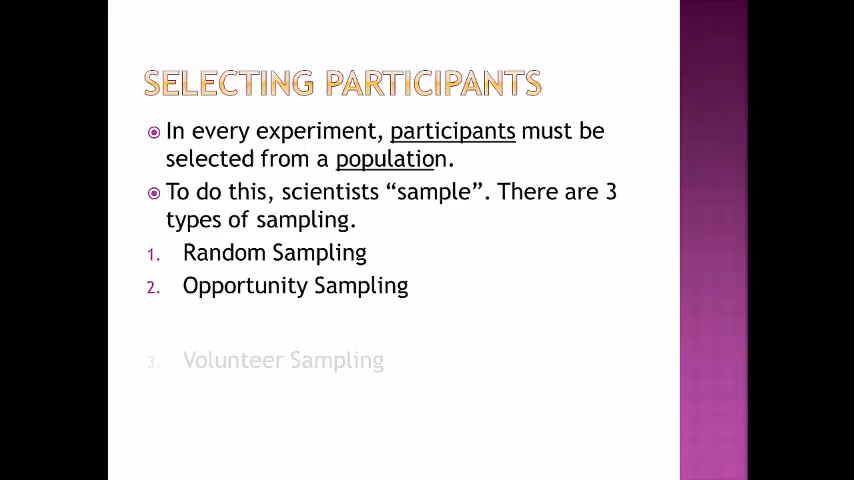 SELECTING PARTICIPANTS
In every experiment, participants must be
selected from a population.
To do this, scientists “sample”. There are 3
types of sampling.
1. Random Sampling
2. Opportunity Sampling
3. Volunteer Sampling